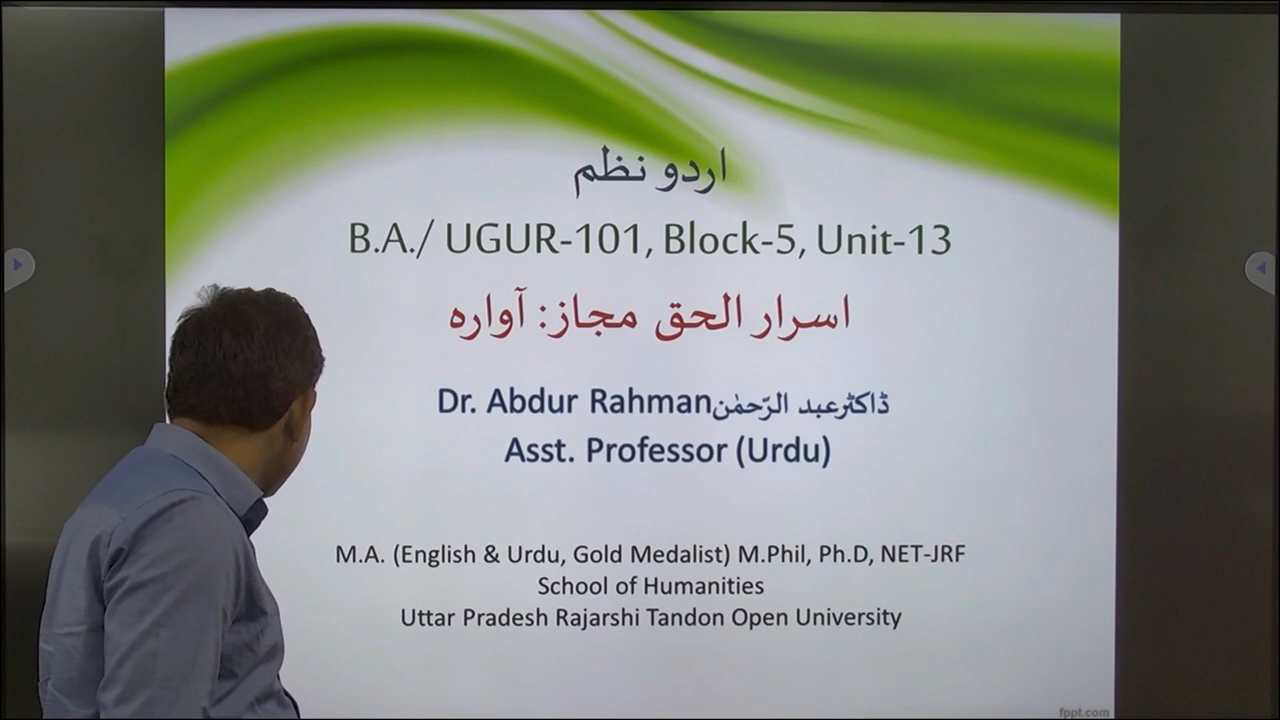 اردو نظم
B.A./ UGUR-101, Block-5, Unit-13
اسرار الحق مجاز: آوارہ
Dr. Abdur Rahmanڈاکٹرعبد الرّحمٰن
Asst. Professor (Urdu)
M.A. (English & Urdu, Gold Medalist) M.Phil, Ph.D, NET-JRF
School of Humanities
Uttar Pradesh Rajarshi Tandon Open University
fppt.com